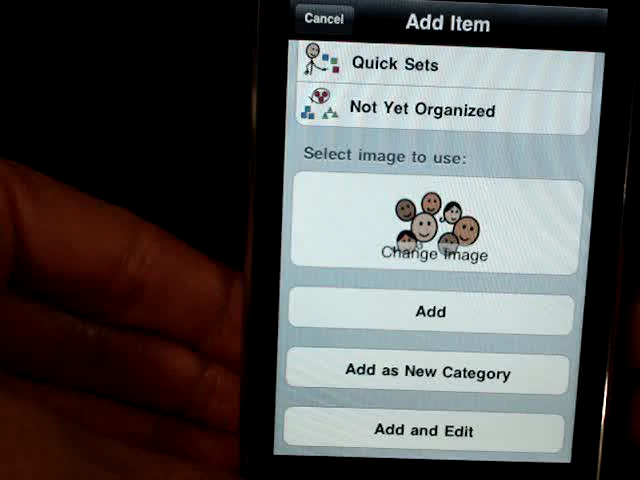 Cancel
Add Item
Quick Sets
Not Yet Organized
Select image to use:
Change Image
Add
Add as New Category
Add and Edit